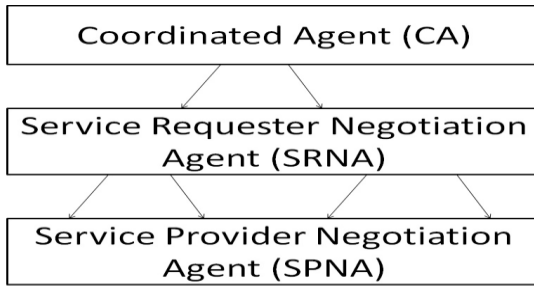 Coordinated Agent (CA)
Service Requester Negotiation
Agent (SRNA)
Service Provider Negotiation
Agent (SPNA)